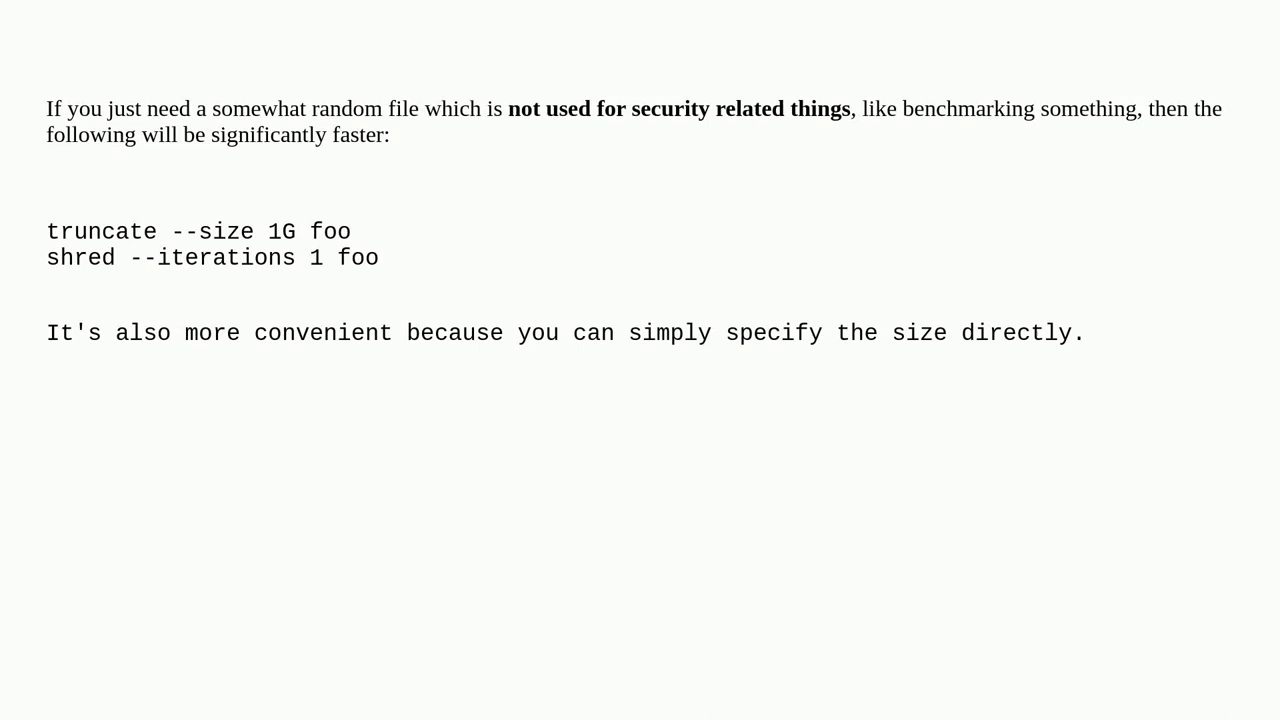 If you just need a somewhat random file which is not used for security related things, like benchmarking something, then the
following will be significantly faster:
truncate --size 1G foo
shred --iterations 1 foo
It's also more convenient because you can simply specify the size directly.